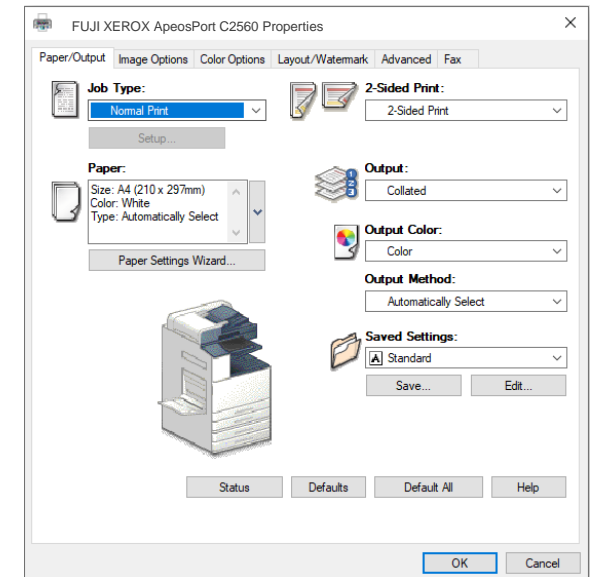 FUJI XEROX ApeosPort C2560 Properties
Paper/Output Image Options Color Options Layout/Watermark Advanced Fax
Job Type:
Normal Print
Setup...
Paper:
Size: A4 (210 x 297mm)
Color: White
Type: Automatically Select
Paper Settings Wizard...
2-Sided Print:
2-Sided Print
1
2
3
Output:
Collated
Output Color:
Color
Output Method:
Automatically Select
Saved Settings:
A Standard
Save... Edit...
Status Defaults Default All Help
OK Cancel